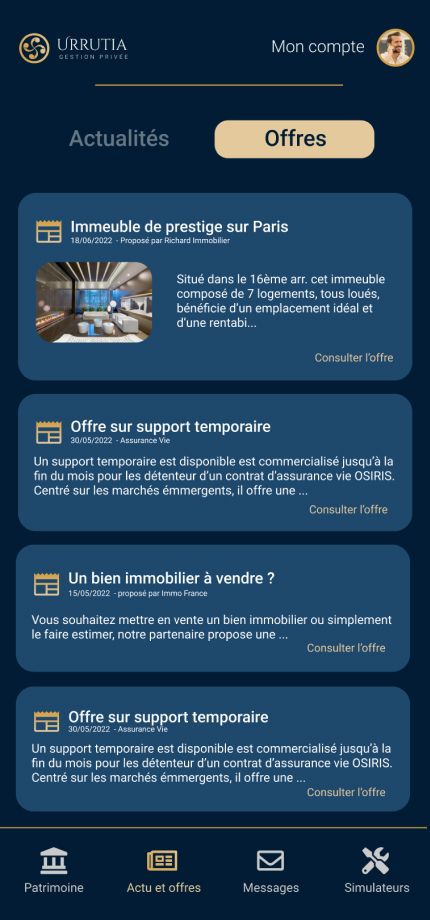 URRUTIA
GESTION PRIVÉE
Mon compte
Actualités
Offres
Immeuble de prestige sur Paris
18/06/2022 - Proposé par Richard Immobilier
Situé dans le 16ème arr. cet immeuble
composé de 7 logements, tous loués,
bénéficie d'un emplacement idéal et
d'une rentabi...
Consulter l'offre
Offre sur support temporaire
30/05/2022 - Assurance Vie
Un support temporaire est disponible est commercialisé jusqu'à la
fin du mois pour les détenteur d'un contrat d'assurance vie OSIRIS.
Centré sur les marchés émmergents, il offre une ...
Consulter l'offre
Un bien immobilier à vendre ?
15/05/2022 - proposé par Immo France
Vous souhaitez mettre en vente un bien immobilier ou simplement
le faire estimer, notre partenaire propose une ...
Consulter l'offre
Offre sur support temporaire
30/05/2022 - Assurance Vie
Un support temporaire est disponible est commercialisé jusqu'à la
fin du mois pour les détenteur d'un contrat d'assurance vie OSIRIS.
Centré sur les marchés émmergents, il offre une ...
Consulter l'offre
Patrimoine
Actu et offres
Messages
Simulateurs